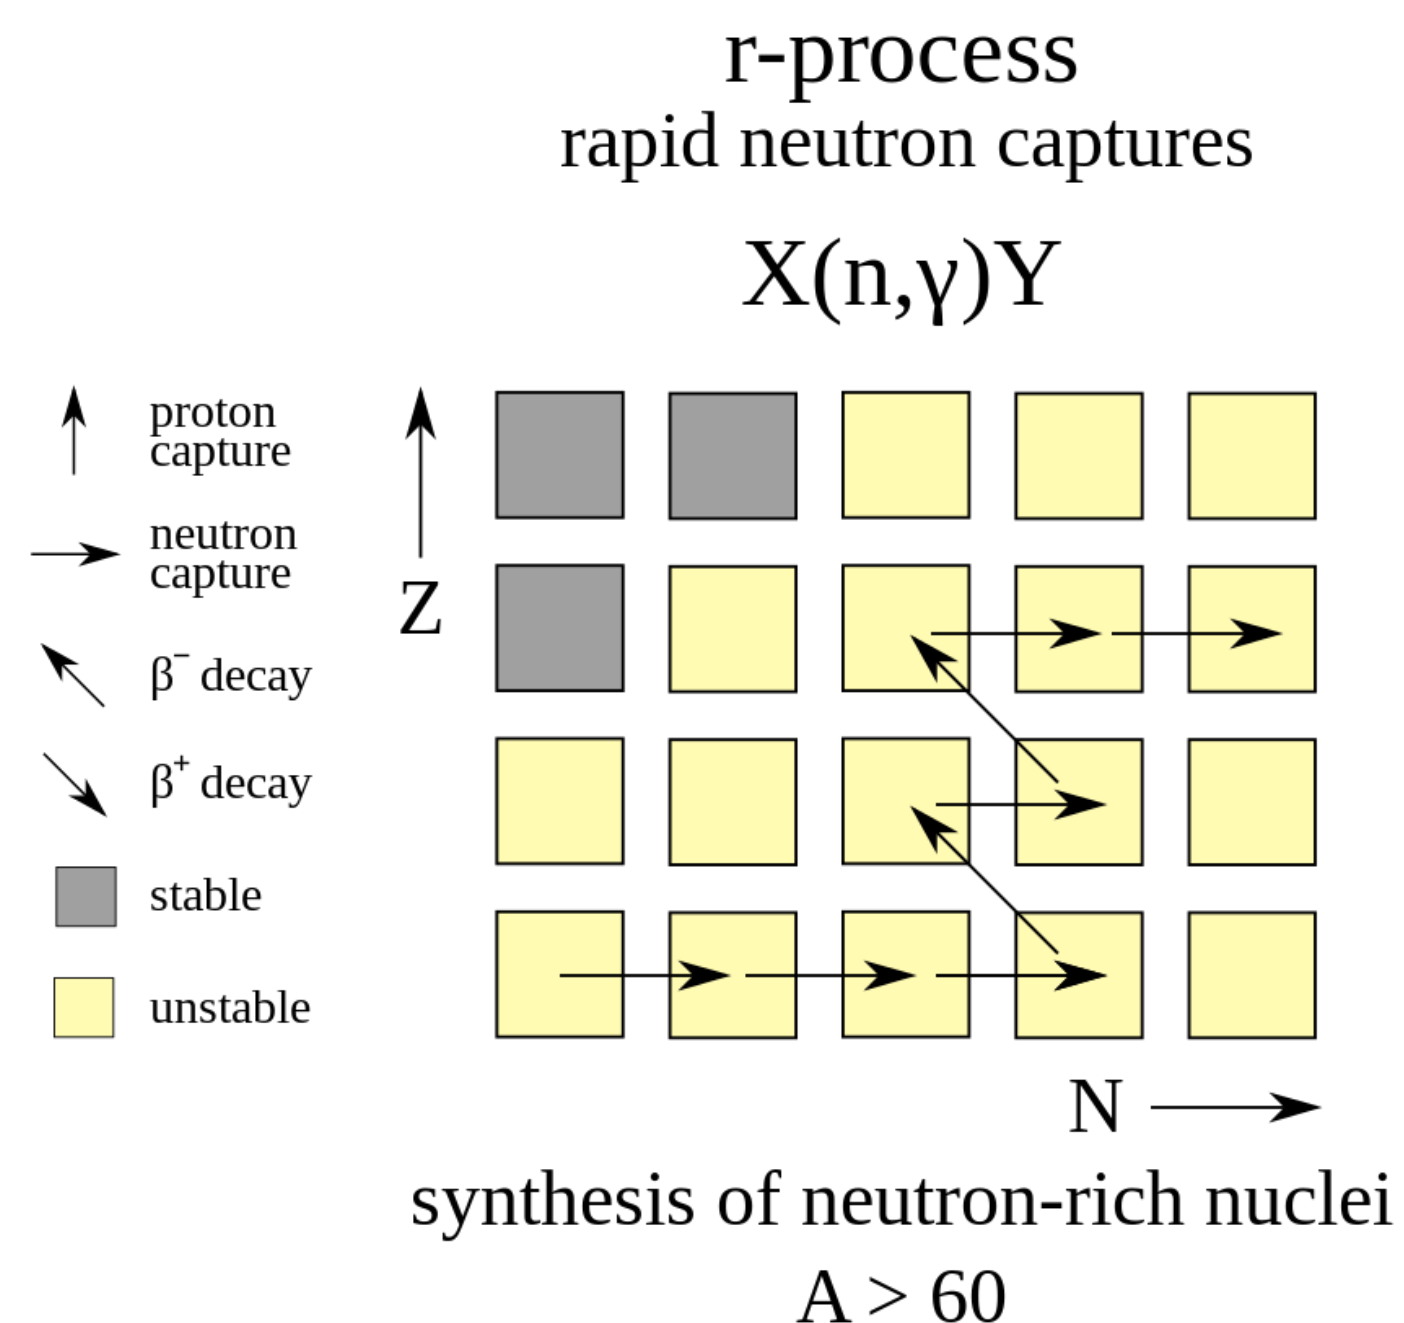 r-process
rapid neutron captures
X(n,γ)Y
proton
capture
neutron
capture
β⁻ decay
β⁺ decay
stable
unstable
Z
N
synthesis of neutron-rich nuclei
A > 60